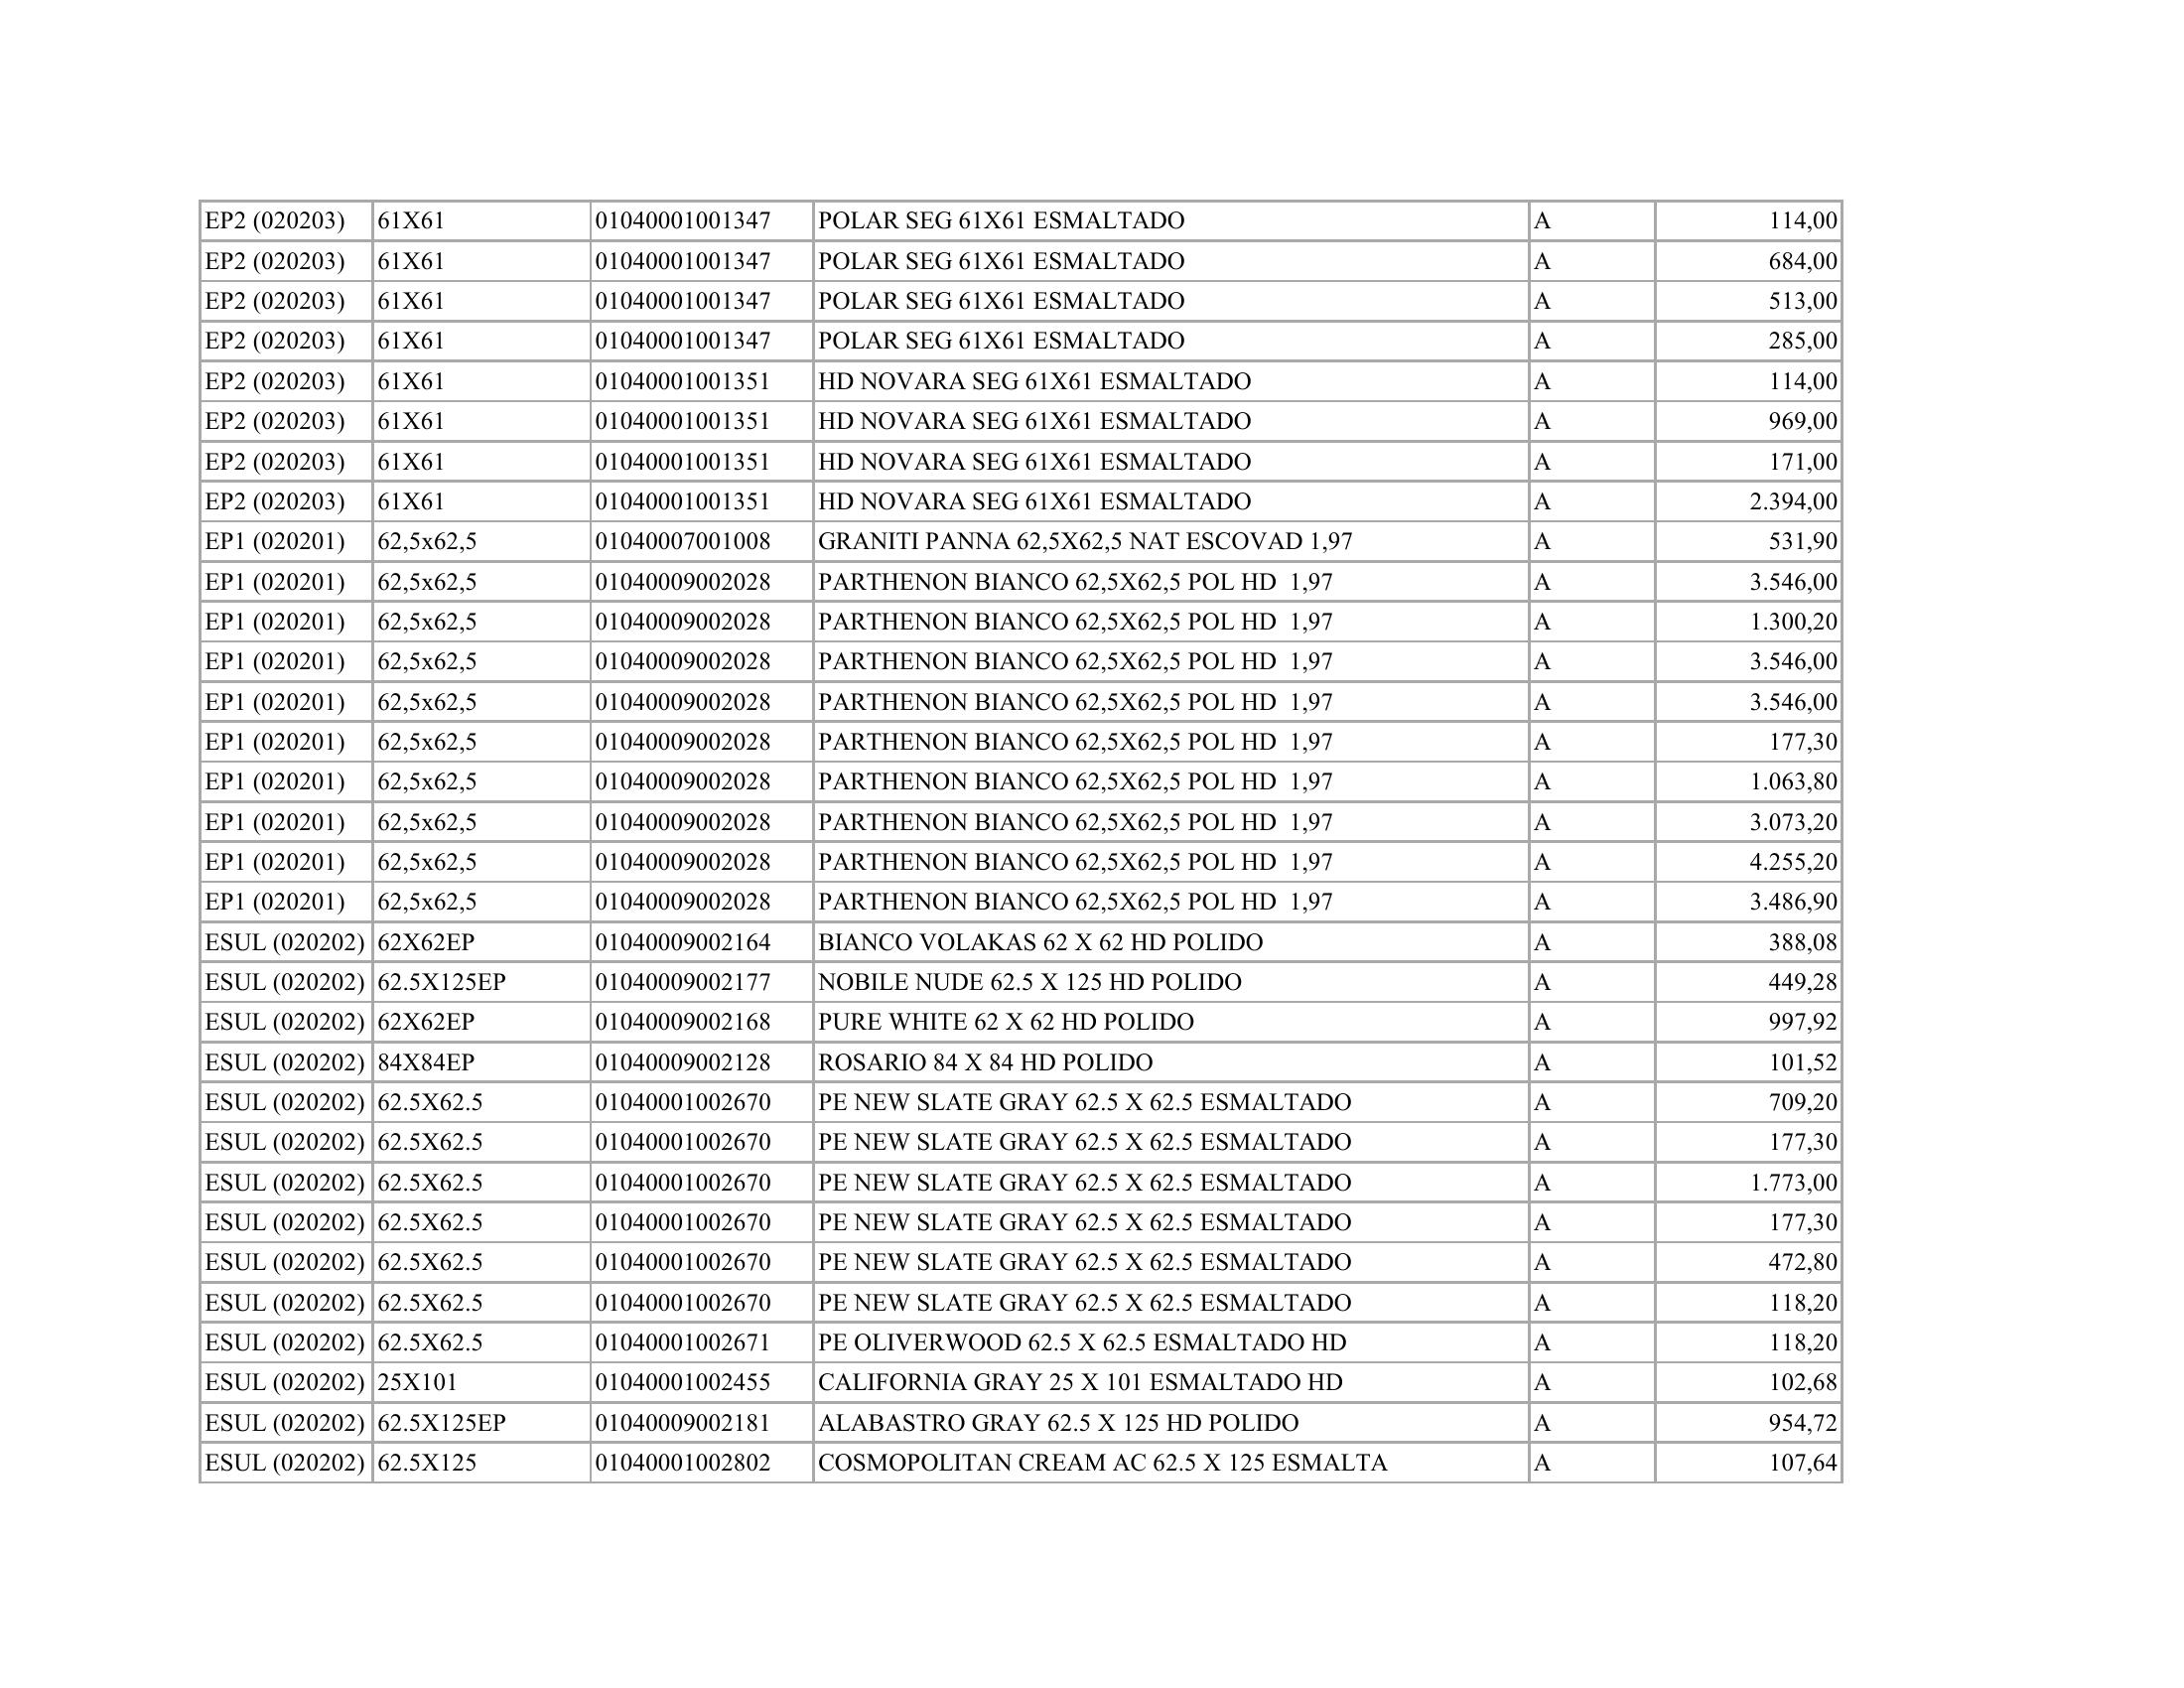 EP2 (020203) 61X61 01040001001347 POLAR SEG 61X61 ESMALTADO A 114,00
EP2 (020203) 61X61 01040001001347 POLAR SEG 61X61 ESMALTADO A 684,00
EP2 (020203) 61X61 01040001001347 POLAR SEG 61X61 ESMALTADO A 513,00
EP2 (020203) 61X61 01040001001347 POLAR SEG 61X61 ESMALTADO A 285,00
EP2 (020203) 61X61 01040001001351 HD NOVARA SEG 61X61 ESMALTADO A 114,00
EP2 (020203) 61X61 01040001001351 HD NOVARA SEG 61X61 ESMALTADO A 969,00
EP2 (020203) 61X61 01040001001351 HD NOVARA SEG 61X61 ESMALTADO A 171,00
EP2 (020203) 61X61 01040001001351 HD NOVARA SEG 61X61 ESMALTADO A 2.394,00
EP1 (020201) 62,5x62,5 01040007001008 GRANITI PANNA 62,5X62,5 NAT ESCOVAD 1,97 A 531,90
EP1 (020201) 62,5x62,5 01040009002028 PARTHENON BIANCO 62,5X62,5 POL HD 1,97 A 3.546,00
EP1 (020201) 62,5x62,5 01040009002028 PARTHENON BIANCO 62,5X62,5 POL HD 1,97 A 1.300,20
EP1 (020201) 62,5x62,5 01040009002028 PARTHENON BIANCO 62,5X62,5 POL HD 1,97 A 3.546,00
EP1 (020201) 62,5x62,5 01040009002028 PARTHENON BIANCO 62,5X62,5 POL HD 1,97 A 3.546,00
EP1 (020201) 62,5x62,5 01040009002028 PARTHENON BIANCO 62,5X62,5 POL HD 1,97 A 177,30
EP1 (020201) 62,5x62,5 01040009002028 PARTHENON BIANCO 62,5X62,5 POL HD 1,97 A 1.063,80
EP1 (020201) 62,5x62,5 01040009002028 PARTHENON BIANCO 62,5X62,5 POL HD 1,97 A 3.073,20
EP1 (020201) 62,5x62,5 01040009002028 PARTHENON BIANCO 62,5X62,5 POL HD 1,97 A 4.255,20
EP1 (020201) 62,5x62,5 01040009002028 PARTHENON BIANCO 62,5X62,5 POL HD 1,97 A 3.486,90
ESUL (020202) 62X62EP 01040009002164 BIANCO VOLAKAS 62 X 62 HD POLIDO A 388,08
ESUL (020202) 62.5X125EP 01040009002177 NOBILE NUDE 62.5 X 125 HD POLIDO A 449,28
ESUL (020202) 62X62EP 01040009002168 PURE WHITE 62 X 62 HD POLIDO A 997,92
ESUL (020202) 84X84EP 01040009002128 ROSARIO 84 X 84 HD POLIDO A 101,52
ESUL (020202) 62.5X62.5 01040001002670 PE NEW SLATE GRAY 62.5 X 62.5 ESMALTADO A 709,20
ESUL (020202) 62.5X62.5 01040001002670 PE NEW SLATE GRAY 62.5 X 62.5 ESMALTADO A 177,30
ESUL (020202) 62.5X62.5 01040001002670 PE NEW SLATE GRAY 62.5 X 62.5 ESMALTADO A 1.773,00
ESUL (020202) 62.5X62.5 01040001002670 PE NEW SLATE GRAY 62.5 X 62.5 ESMALTADO A 177,30
ESUL (020202) 62.5X62.5 01040001002670 PE NEW SLATE GRAY 62.5 X 62.5 ESMALTADO A 472,80
ESUL (020202) 62.5X62.5 01040001002670 PE NEW SLATE GRAY 62.5 X 62.5 ESMALTADO A 118,20
ESUL (020202) 62.5X62.5 01040001002671 PE OLIVERWOOD 62.5 X 62.5 ESMALTADO HD A 118,20
ESUL (020202) 25X101 01040001002455 CALIFORNIA GRAY 25 X 101 ESMALTADO HD A 102,68
ESUL (020202) 62.5X125EP 01040009002181 ALABASTRO GRAY 62.5 X 125 HD POLIDO A 954,72
ESUL (020202) 62.5X125 01040001002802 COSMOPOLITAN CREAM AC 62.5 X 125 ESMALTA A 107,64